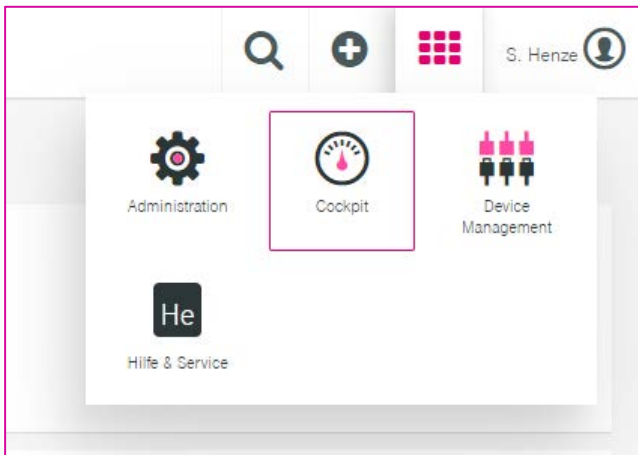 S. Henze
Administration
Cockpit
Device
Management
He
Hilfe & Service